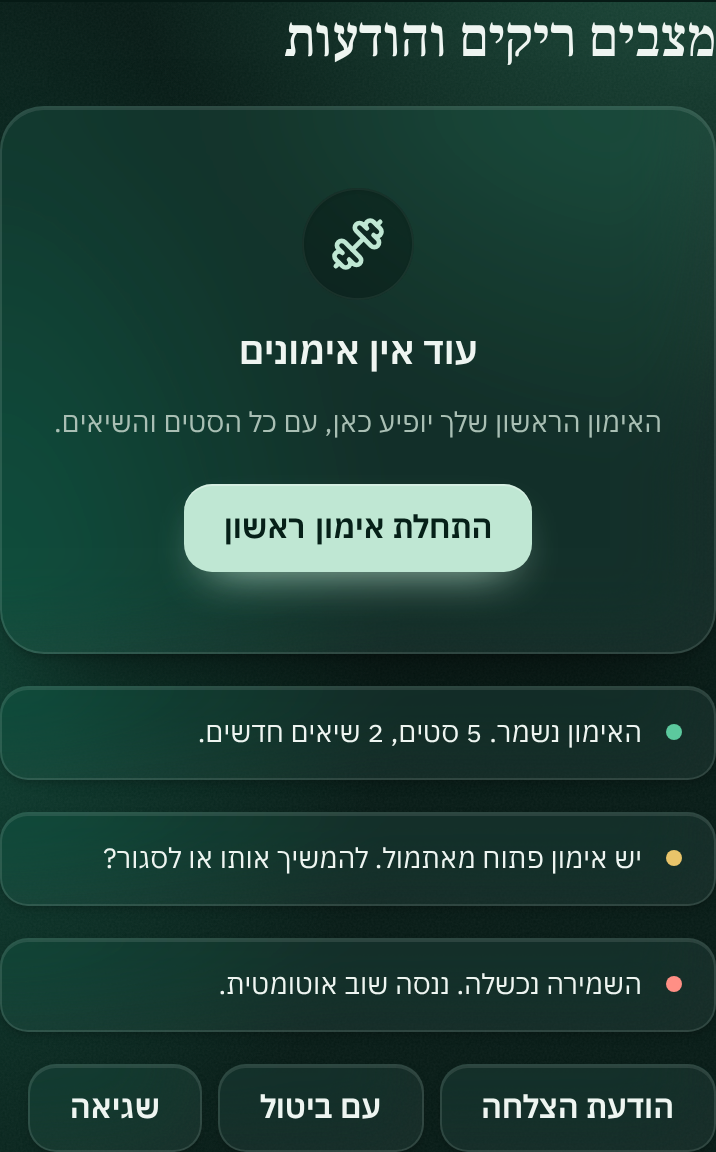 מצבים ריקים והודעות
עוד אין אימונים
האימון הראשון שלך יופיע כאן, עם כל הסטים והשיאים.
התחלת אימון ראשון
האימון נשמר. 5 סטים, 2 שיאים חדשים.
יש אימון פתוח מאתמול. להמשיך אותו או לסגור?
השמירה נכשלה. ננסה שוב אוטומטית.
הודעת הצלחה
עם ביטול
שגיאה